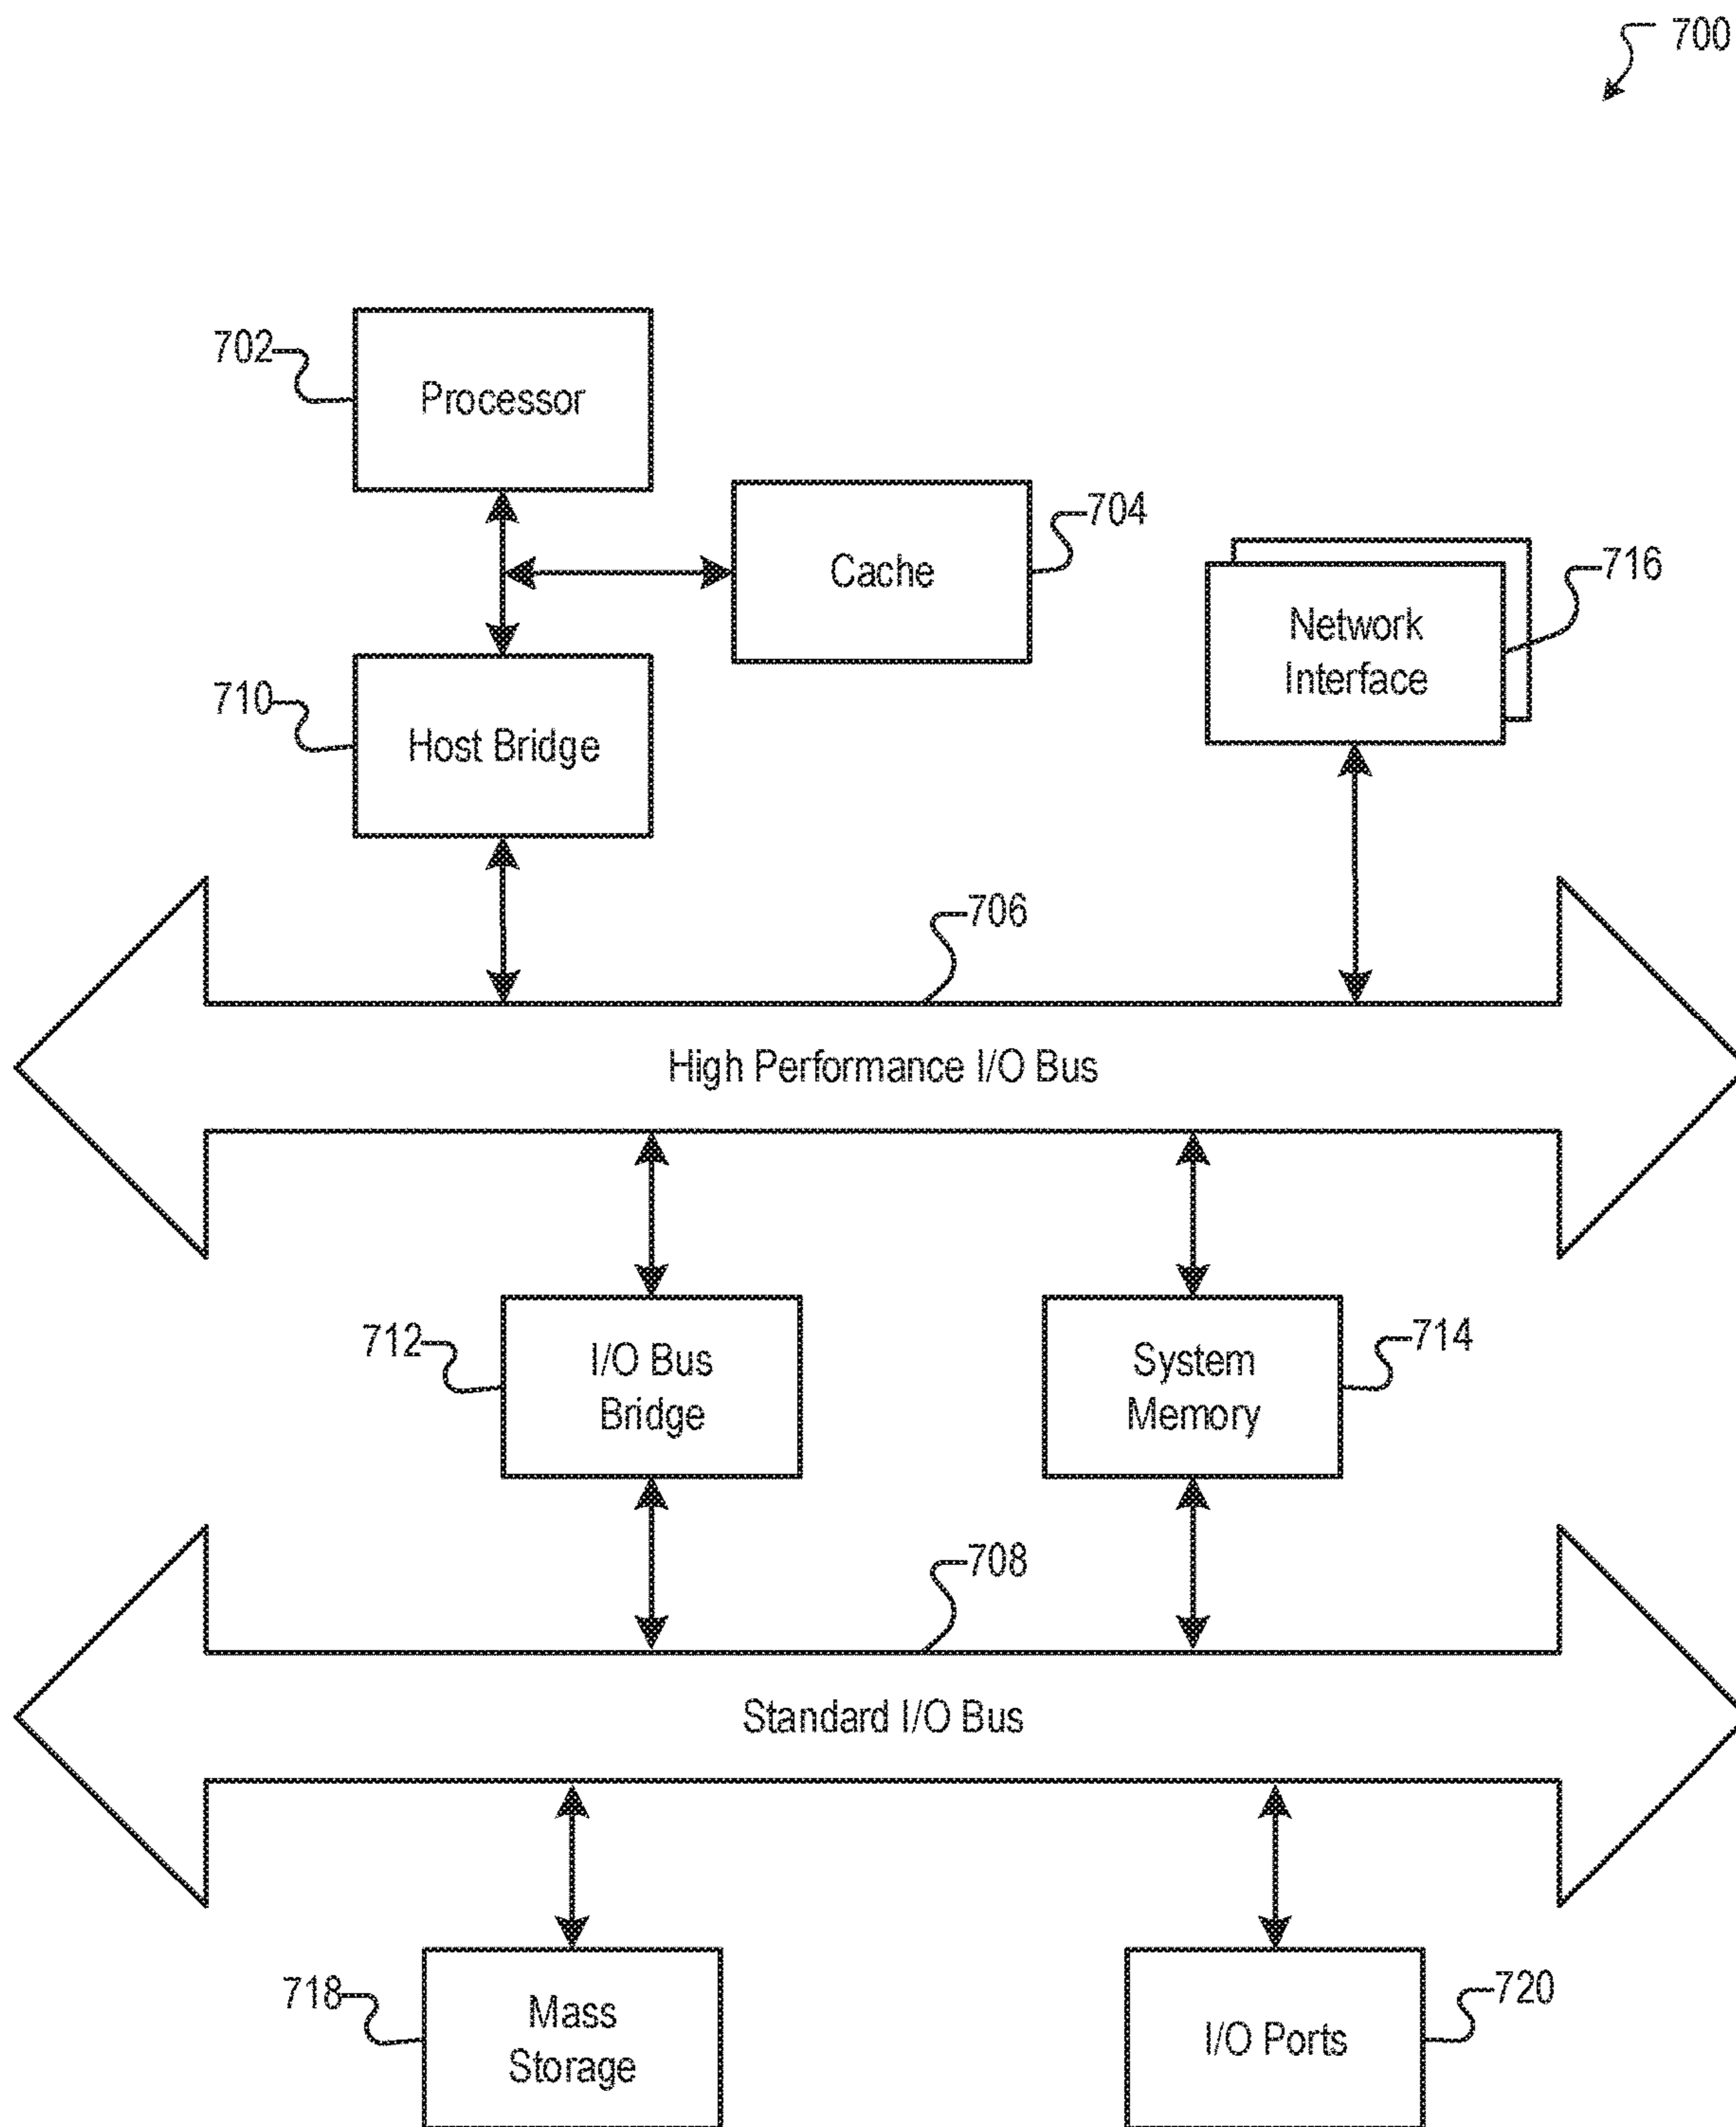 700
702
Processor
704
Cache
716
Network
Interface
710
Host Bridge
706
High Performance I/O Bus
712
I/O Bus
Bridge
714
System
Memory
708
Standard I/O Bus
718
Mass
Storage
720
I/O Ports